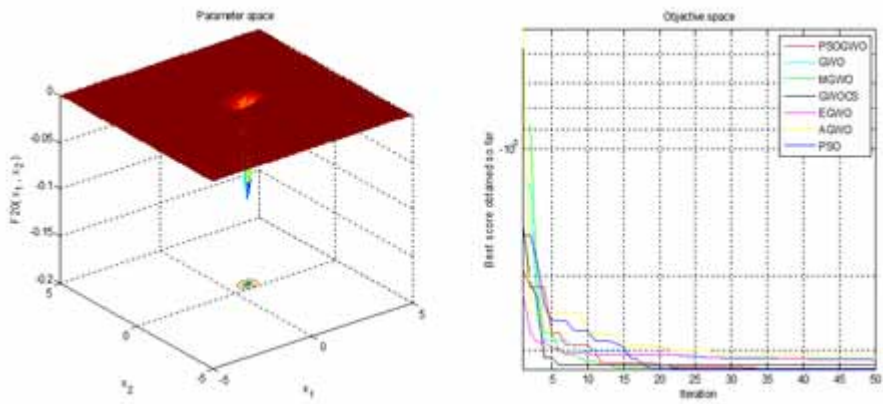 Parameter space
0
-0.05
-0.1
-0.15
-0.2
F20( x1 , x2 )
5
0
-5
x2
-5
0
5
x1
Objective space
PSOGWO
GWO
MGWO
GWOCS
EGWO
AGWO
PSO
Best score obtained so far
5 10 15 20 25 30 35 40 45 50
Iteration